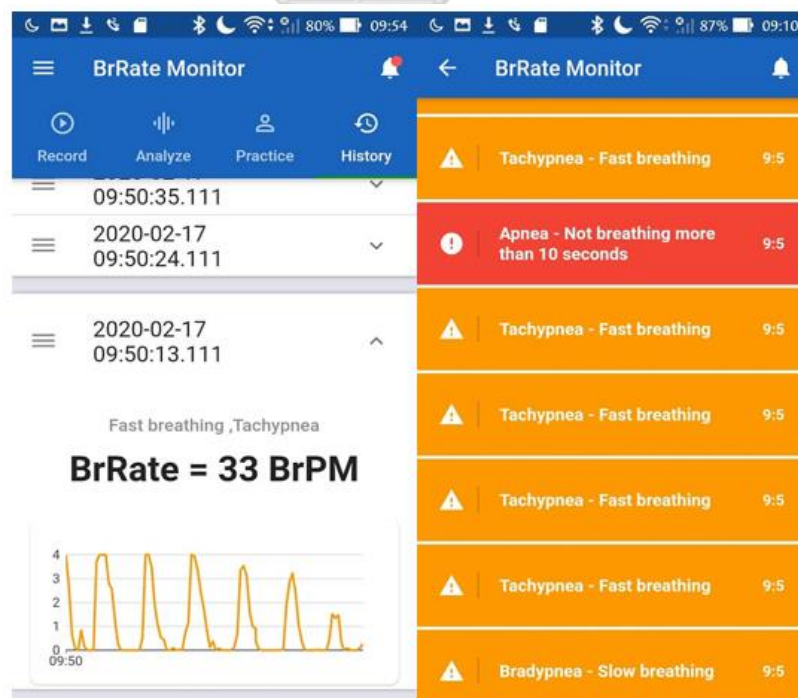 80% 09:54
BrRate Monitor
Record Analyze Practice History
09:50:35.111
2020-02-17
09:50:24.111
2020-02-17
09:50:13.111
Fast breathing ,Tachypnea
BrRate = 33 BrPM
4
3
2
1
0
09:50
87% 09:10
BrRate Monitor
Tachypnea - Fast breathing 9:5
Apnea - Not breathing more
than 10 seconds 9:5
Tachypnea - Fast breathing 9:5
Tachypnea - Fast breathing 9:5
Tachypnea - Fast breathing 9:5
Tachypnea - Fast breathing 9:5
Bradypnea - Slow breathing 9:5